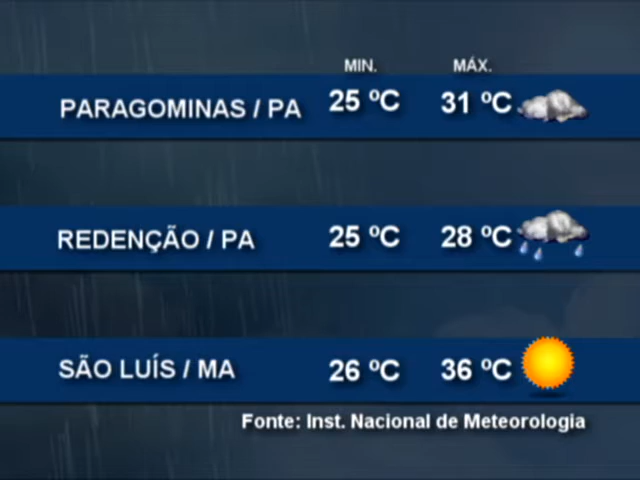 MIN. MÁX.
PARAGOMINAS / PA 25 ºC 31 ºC
REDENÇÃO / PA 25 ºC 28 ºC
SÃO LUÍS / MA 26 ºC 36 ºC
Fonte: Inst. Nacional de Meteorologia